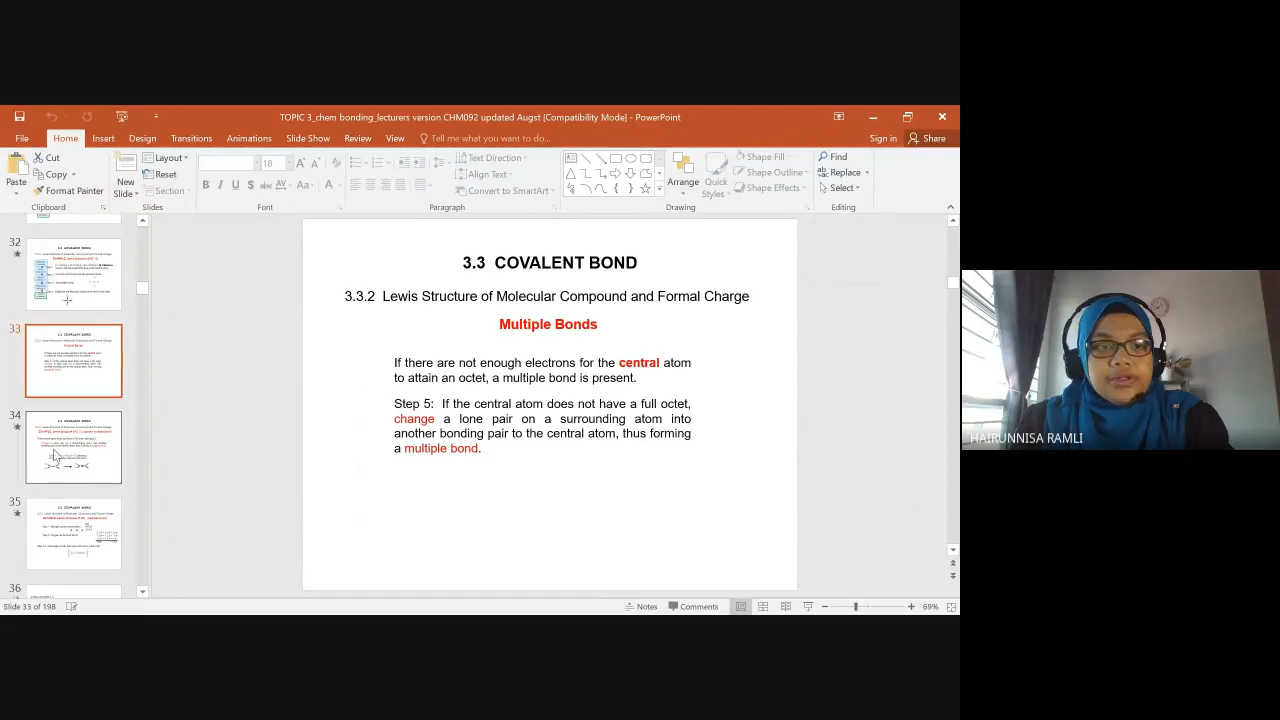 TOPIC 3_chem bonding_lecturers version CHM092 updated Augst [Compatibility Mode] - PowerPoint
File Home Insert Design Transitions Animations Slide Show Review View Tell me what you want to do... Sign in Share
Paste
Cut
Copy
Format Painter
Clipboard
New Slide
Layout
Reset
Section
Slides
18
Font
Text Direction
Align Text
Convert to SmartArt
Paragraph
Arrange
Quick Styles
Shape Fill
Shape Outline
Shape Effects
Drawing
Find
Replace
Select
Editing
32
33
34
35
36
3.3 COVALENT BOND
3.3.2 Lewis Structure of Molecular Compound and Formal Charge
Multiple Bonds
If there are not enough electrons for the central atom
to attain an octet, a multiple bond is present.
Step 5: If the central atom does not have a full octet,
change a lone pair on a surrounding atom into
another bonding pair to the central atom, thus forming
a multiple bond.
HAIRUNNISA RAMLI
Slide 33 of 198
Notes
Comments
69%